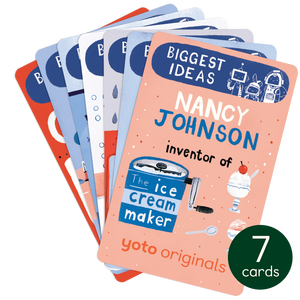 BIGGEST
IDEAS
NANCY
JOHNSON
inventor of
The ice
cream
maker
yoto originals
7
cards